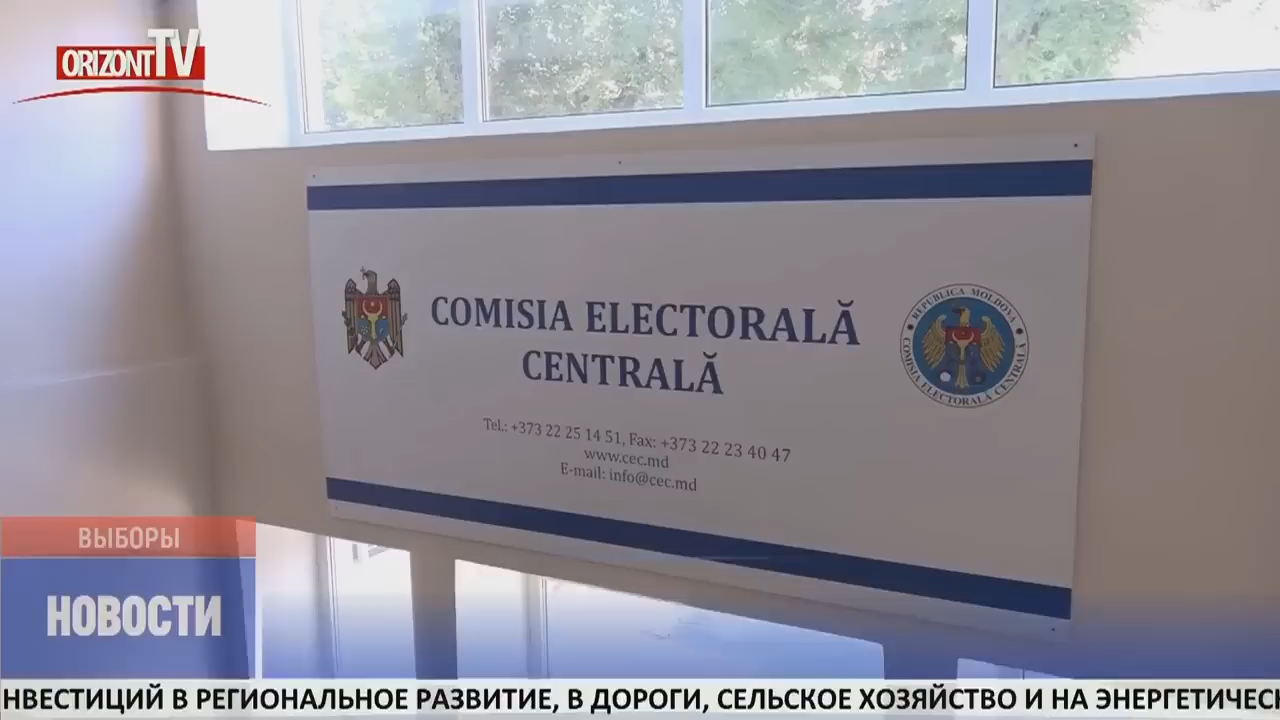 ORIZONT TV
COMISIA ELECTORALĂ
CENTRALĂ
REPUBLICA MOLDOVA
COMISIA ELECTORALĂ CENTRALĂ
Tel.: +373 22 25 14 51, Fax: +373 22 23 40 47
www.cec.md
E-mail: info@cec.md
ВЫБОРЫ
НОВОСТИ
НВЕСТИЦИЙ В РЕГИОНАЛЬНОЕ РАЗВИТИЕ, В ДОРОГИ, СЕЛЬСКОЕ ХОЗЯЙСТВО И НА ЭНЕРГЕТИЧЕС